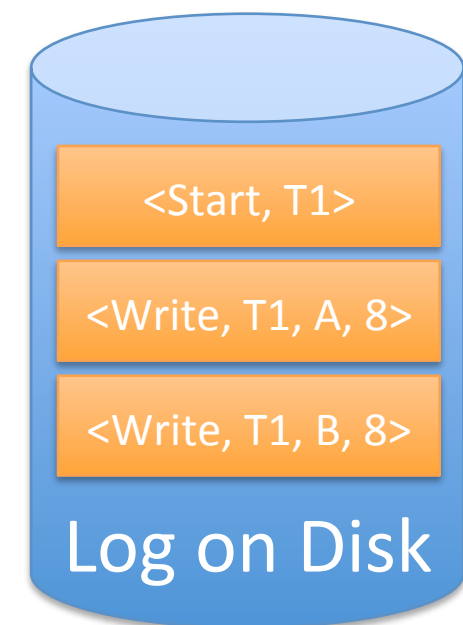 <Start, T1>
<Write, T1, A, 8>
<Write, T1, B, 8>
Log on Disk